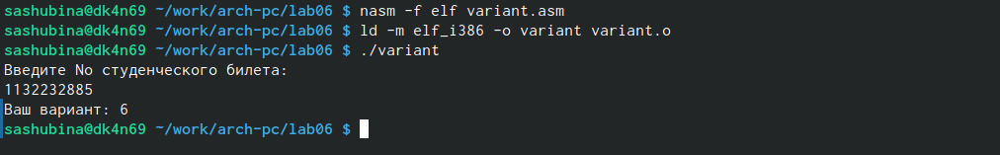 sashubina@dk4n69 ~/work/arch-pc/lab06 $ nasm -f elf variant.asm
sashubina@dk4n69 ~/work/arch-pc/lab06 $ ld -m elf_i386 -o variant variant.o
sashubina@dk4n69 ~/work/arch-pc/lab06 $ ./variant
Введите No студенческого билета:
1132232885
Ваш вариант: 6
sashubina@dk4n69 ~/work/arch-pc/lab06 $